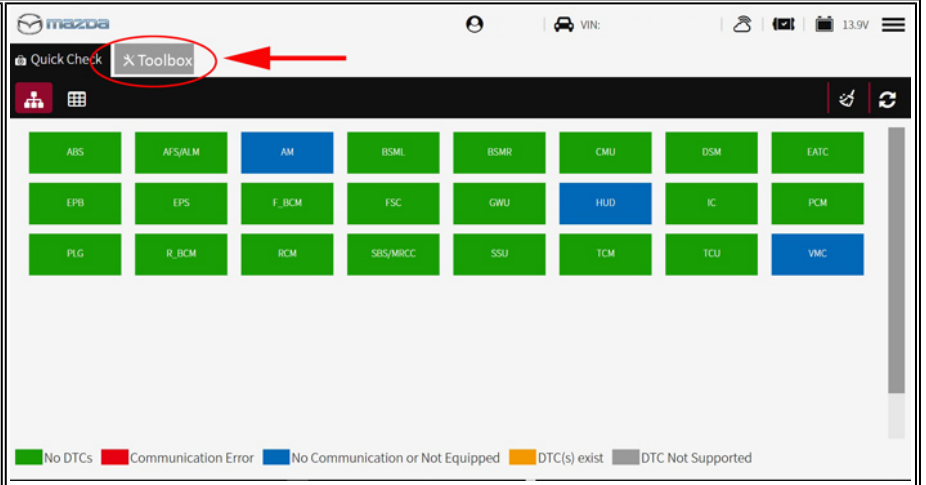 mazda VIN: 13.9V
Quick Check Toolbox
ABS AFS/ALM AM BSML BSMR CMU DSM EATC
EPB EPS F_BCM FSC GWU HUD IC PCM
PLG R_BCM RCM SBS/MRCC SSU TCM TCU VMC
No DTCs Communication Error No Communication or Not Equipped DTC(s) exist DTC Not Supported